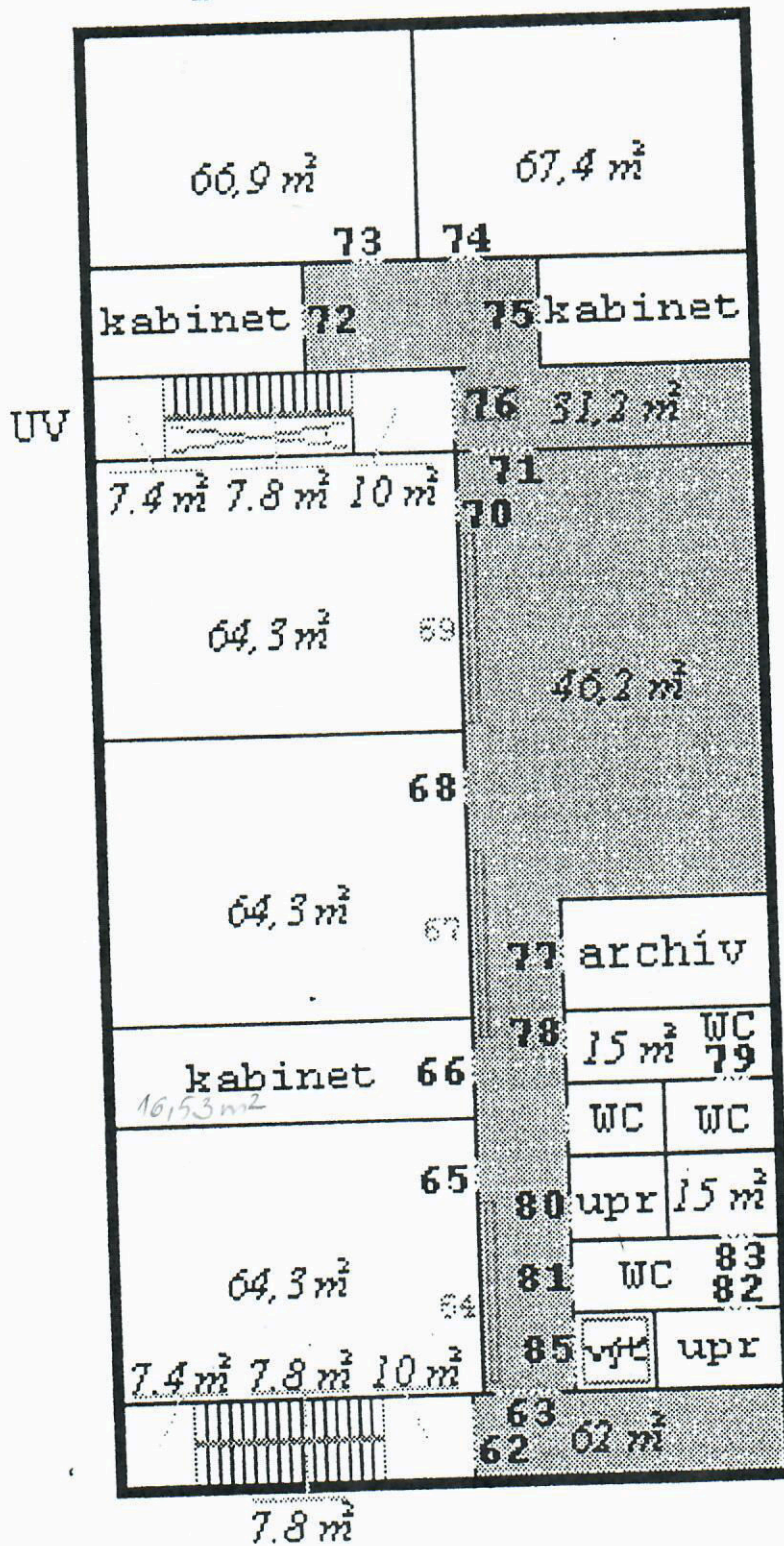 66,9 m² 67,4 m²
73 74
kabinet 72 75 kabinet
UV 76 31,2 m²
7.4 m² 7.8 m² 10 m² 71
70
64,3 m² 69
46,2 m²
68
64,3 m² 67
77 archív
78 15 m² WC
79
kabinet 66
16,53 m²
WC WC
65
80 upr 15 m²
64,3 m² 81 WC 83
82
64
85 výť upr
7.4 m² 7.8 m² 10 m²
63
62 62 m²
7.8 m²